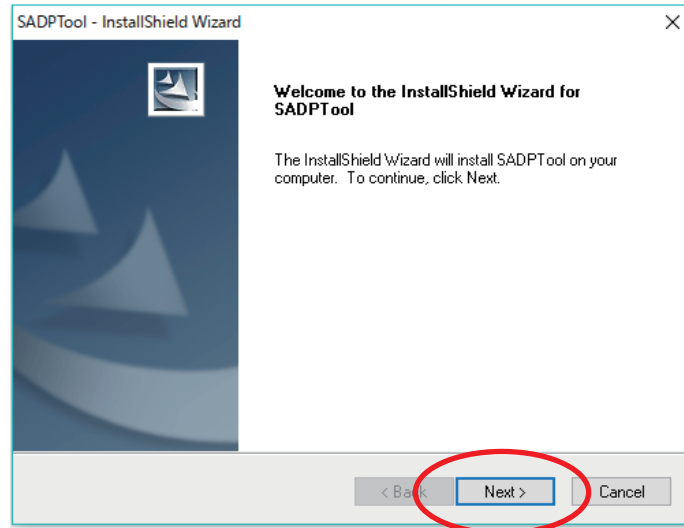 SADPTool - InstallShield Wizard
Welcome to the InstallShield Wizard for
SADPTool
The InstallShield Wizard will install SADPTool on your
computer. To continue, click Next.
< Back
Next >
Cancel